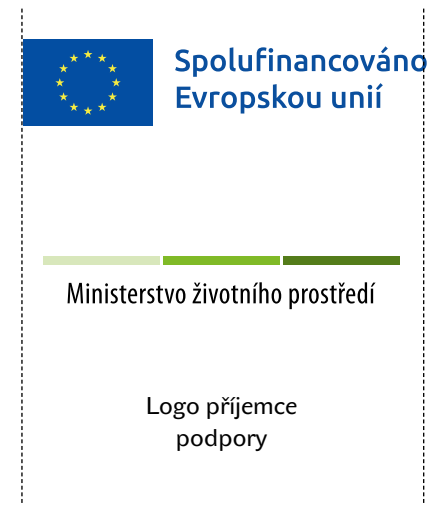 Spolufinancováno
Evropskou unií
Ministerstvo životního prostředí
Logo příjemce
podpory